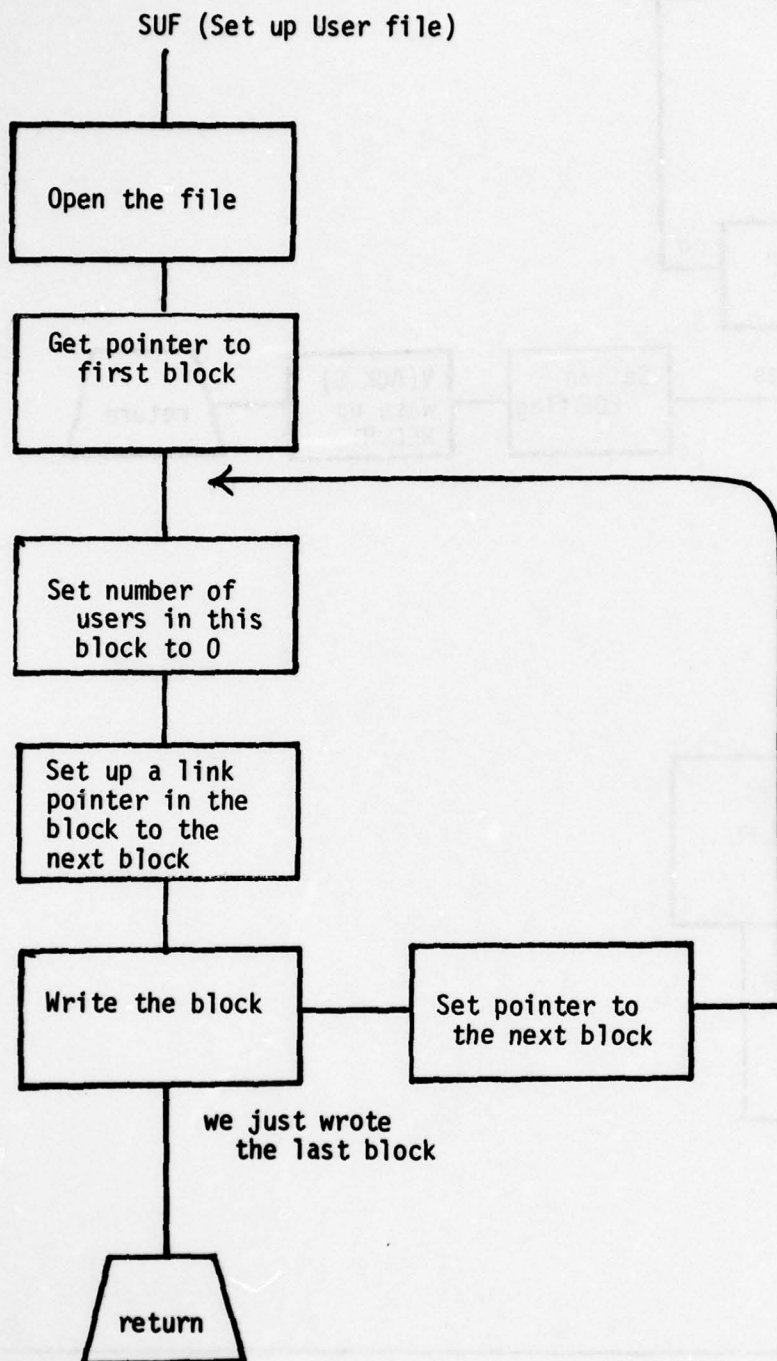 SUF (Set up User file)
Open the file
Get pointer to
first block
Set number of
users in this
block to 0
Set up a link
pointer in the
block to the
next block
Write the block
Set pointer to
the next block
we just wrote
the last block
return